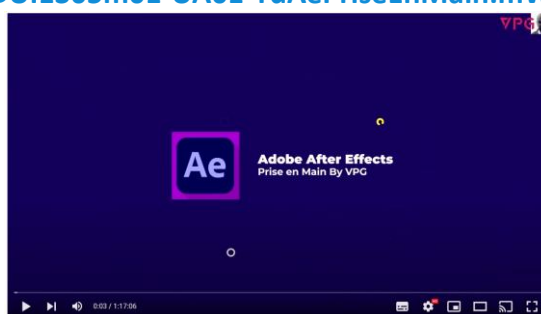 VPG
Ae
Adobe After Effects
Prise en Main By VPG
0:03 / 1:17:06